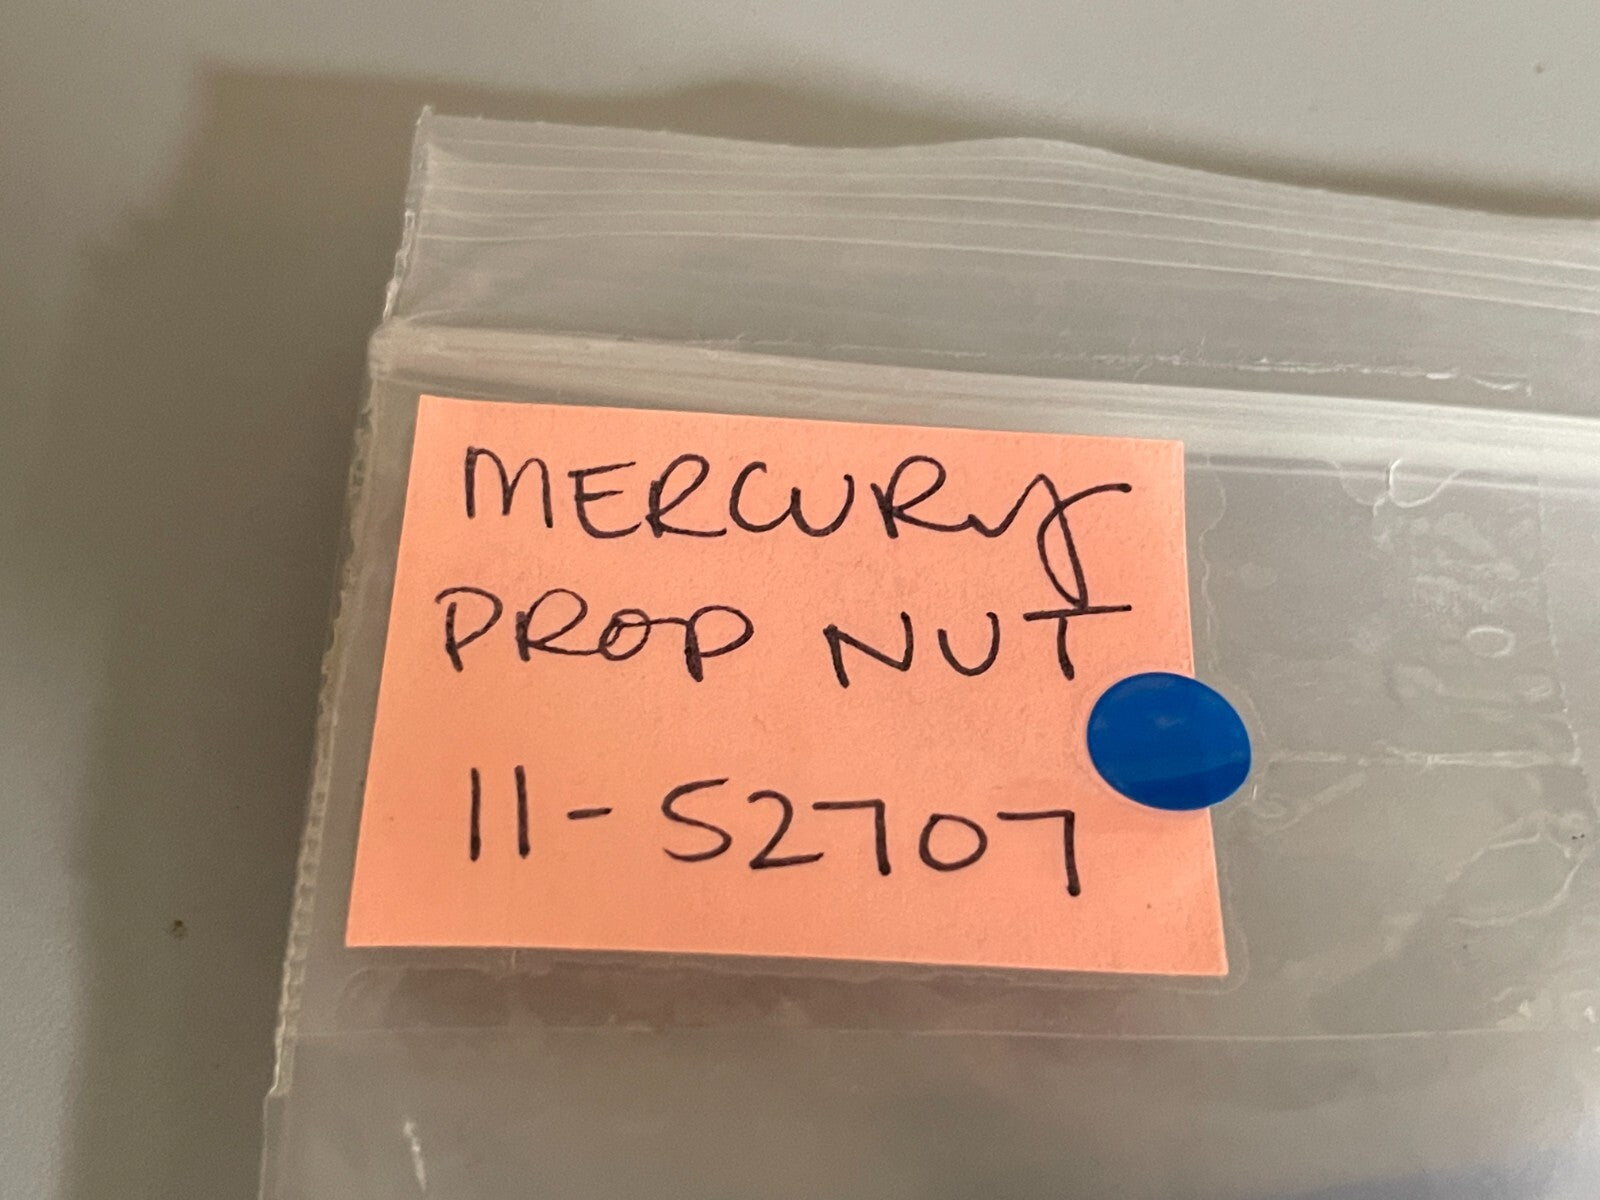 MERCURY
PROP NUT
11-52707